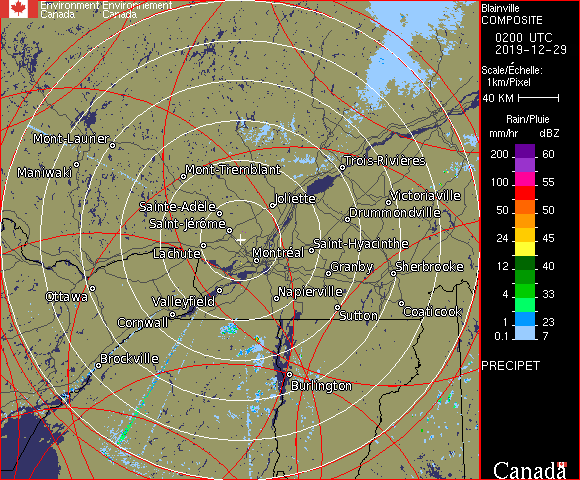 Environment Environnement
Canada Canada
Blainville
COMPOSITE
0200 UTC
2019-12-29
Scale/Échelle:
1km/Pixel
40 KM
Rain/Pluie
mm/hr dBZ
200 60
100 55
50 50
24 45
12 40
4 33
1 23
0.1 7
PRECIPET
Canada
Mont-Laurier
Maniwaki
Mont-Tremblant
Trois-Rivières
Joliette
Victoriaville
Sainte-Adèle
Drummondville
Saint-Jérôme
Saint-Hyacinthe
Lachute
Montréal
Granby
Sherbrooke
Ottawa
Valleyfield
Napierville
Cornwall
Sutton
Coaticook
Brockville
Burlington